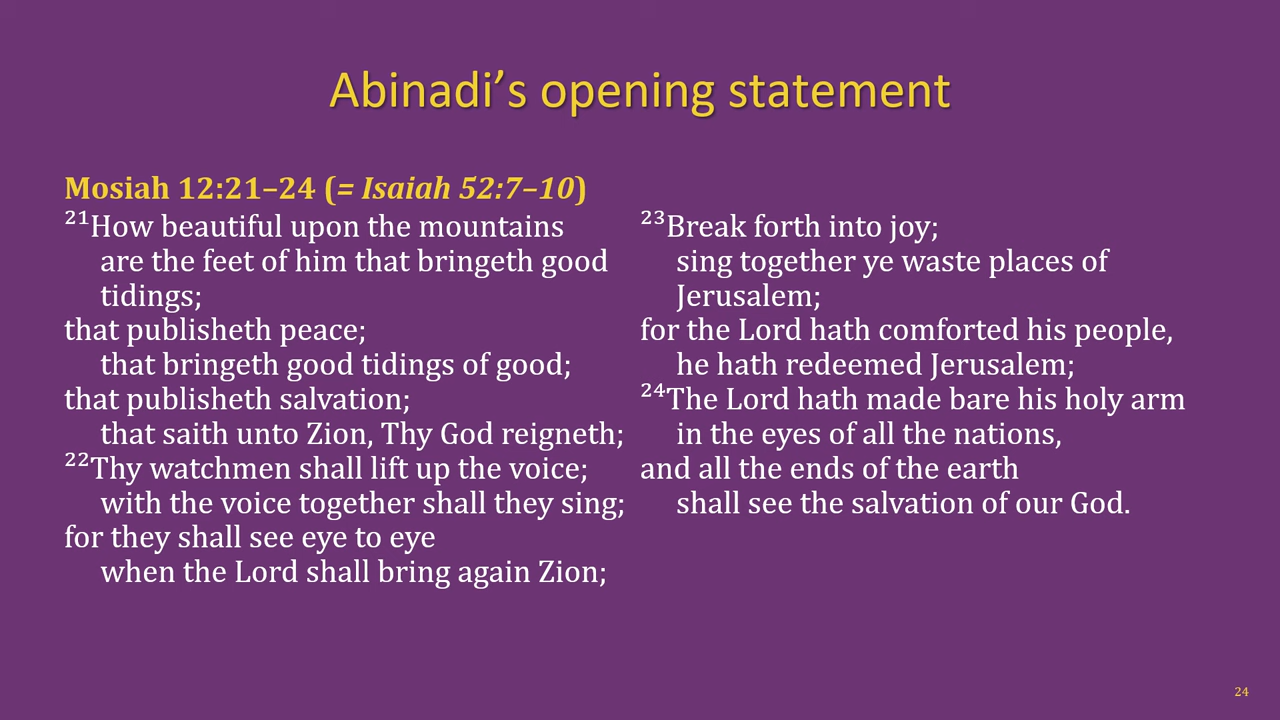 Abinadi’s opening statement
Mosiah 12:21–24 (= Isaiah 52:7–10)
²¹How beautiful upon the mountains
are the feet of him that bringeth good
tidings;
that publisheth peace;
that bringeth good tidings of good;
that publisheth salvation;
that saith unto Zion, Thy God reigneth;
²²Thy watchmen shall lift up the voice;
with the voice together shall they sing;
for they shall see eye to eye
when the Lord shall bring again Zion;
²³Break forth into joy;
sing together ye waste places of
Jerusalem;
for the Lord hath comforted his people,
he hath redeemed Jerusalem;
²⁴The Lord hath made bare his holy arm
in the eyes of all the nations,
and all the ends of the earth
shall see the salvation of our God.
24